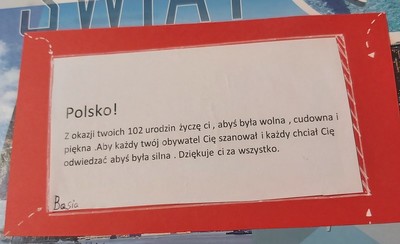 ŚWIAT
Polsko!
Z okazji twoich 102 urodzin życzę ci , abyś była wolna , cudowna i
piękna .Aby każdy twój obywatel Cię szanował i każdy chciał Cię
odwiedzać abyś była silna . Dziękuje ci za wszystko.
Basia